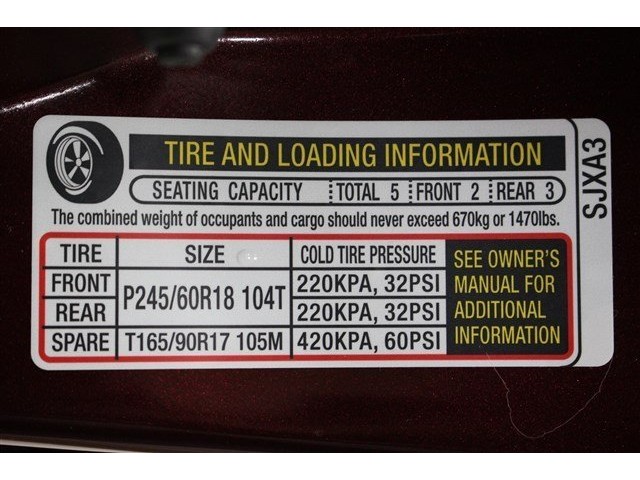 TIRE AND LOADING INFORMATION
SEATING CAPACITY TOTAL 5 FRONT 2 REAR 3
The combined weight of occupants and cargo should never exceed 670kg or 1470lbs.
TIRE SIZE COLD TIRE PRESSURE
FRONT P245/60R18 104T 220KPA, 32PSI
REAR 220KPA, 32PSI
SPARE T165/90R17 105M 420KPA, 60PSI
SEE OWNER'S
MANUAL FOR
ADDITIONAL
INFORMATION
SJXA3